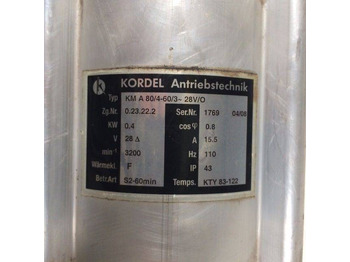 K KORDEL Antriebstechnik
Typ KM A 80/4-60/3~ 28V/O
Zg.Nr. 0.23.22.2 Ser.Nr. 1769 04/08
KW 0.4 cos φ 0.6
V 28 Δ A 15.5
min⁻¹ 3200 Hz 110
Wärmekl. F IP 43
Betr.Art S2-60min Temps. KTY 83-122